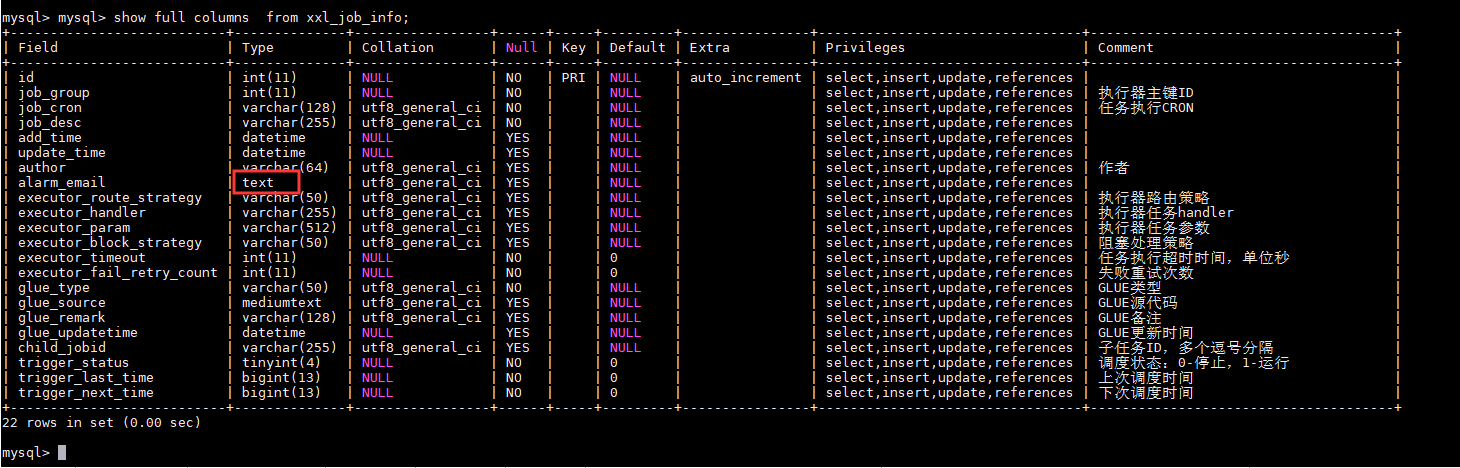 mysql> mysql> show full columns  from xxl_job_info;
+---------------------------+--------------+-----------------+------+-----+---------+----------------+---------------------------------+--------------------------------------+
| Field                     | Type         | Collation       | Null | Key | Default | Extra          | Privileges                      | Comment                              |
+---------------------------+--------------+-----------------+------+-----+---------+----------------+---------------------------------+--------------------------------------+
| id                        | int(11)      | NULL            | NO   | PRI | NULL    | auto_increment | select,insert,update,references |                                      |
| job_group                 | int(11)      | NULL            | NO   |     | NULL    |                | select,insert,update,references | 执行器主键ID                         |
| job_cron                  | varchar(128) | utf8_general_ci | NO   |     | NULL    |                | select,insert,update,references | 任务执行CRON                         |
| job_desc                  | varchar(255) | utf8_general_ci | NO   |     | NULL    |                | select,insert,update,references |                                      |
| add_time                  | datetime     | NULL            | YES  |     | NULL    |                | select,insert,update,references |                                      |
| update_time               | datetime     | NULL            | YES  |     | NULL    |                | select,insert,update,references |                                      |
| author                    | varchar(64)  | utf8_general_ci | YES  |     | NULL    |                | select,insert,update,references | 作者                                 |
| alarm_email               | text         | utf8_general_ci | YES  |     | NULL    |                | select,insert,update,references |                                      |
| executor_route_strategy   | varchar(50)  | utf8_general_ci | YES  |     | NULL    |                | select,insert,update,references | 执行器路由策略                       |
| executor_handler          | varchar(255) | utf8_general_ci | YES  |     | NULL    |                | select,insert,update,references | 执行器任务handler                    |
| executor_param            | varchar(512) | utf8_general_ci | YES  |     | NULL    |                | select,insert,update,references | 执行器任务参数                       |
| executor_block_strategy   | varchar(50)  | utf8_general_ci | YES  |     | NULL    |                | select,insert,update,references | 阻塞处理策略                         |
| executor_timeout          | int(11)      | NULL            | NO   |     | 0       |                | select,insert,update,references | 任务执行超时时间，单位秒             |
| executor_fail_retry_count | int(11)      | NULL            | NO   |     | 0       |                | select,insert,update,references | 失败重试次数                         |
| glue_type                 | varchar(50)  | utf8_general_ci | NO   |     | NULL    |                | select,insert,update,references | GLUE类型                             |
| glue_source               | mediumtext   | utf8_general_ci | YES  |     | NULL    |                | select,insert,update,references | GLUE源代码                           |
| glue_remark               | varchar(128) | utf8_general_ci | YES  |     | NULL    |                | select,insert,update,references | GLUE备注                             |
| glue_updatetime           | datetime     | NULL            | YES  |     | NULL    |                | select,insert,update,references | GLUE更新时间                         |
| child_jobid               | varchar(255) | utf8_general_ci | YES  |     | NULL    |                | select,insert,update,references | 子任务ID，多个逗号分隔               |
| trigger_status            | tinyint(4)   | NULL            | NO   |     | 0       |                | select,insert,update,references | 调度状态：0-停止，1-运行             |
| trigger_last_time         | bigint(13)   | NULL            | NO   |     | 0       |                | select,insert,update,references | 上次调度时间                         |
| trigger_next_time         | bigint(13)   | NULL            | NO   |     | 0       |                | select,insert,update,references | 下次调度时间                         |
+---------------------------+--------------+-----------------+------+-----+---------+----------------+---------------------------------+--------------------------------------+
22 rows in set (0.00 sec)
mysql>